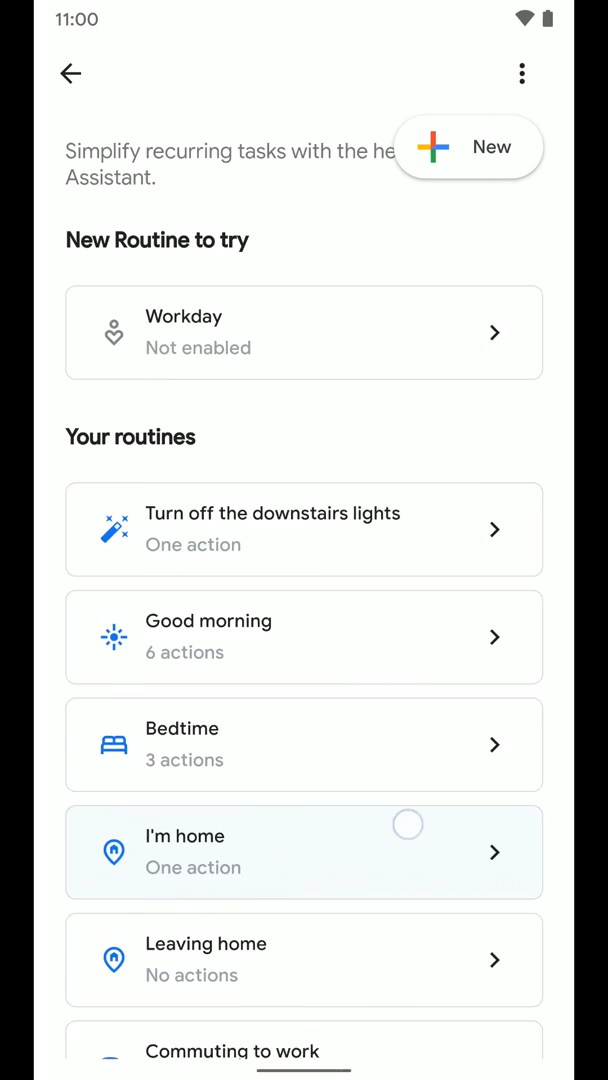 11:00
Simplify recurring tasks with the he
New
Assistant.
New Routine to try
Workday
Not enabled
Your routines
Turn off the downstairs lights
One action
Good morning
6 actions
Bedtime
3 actions
I'm home
One action
Leaving home
No actions
Commuting to work